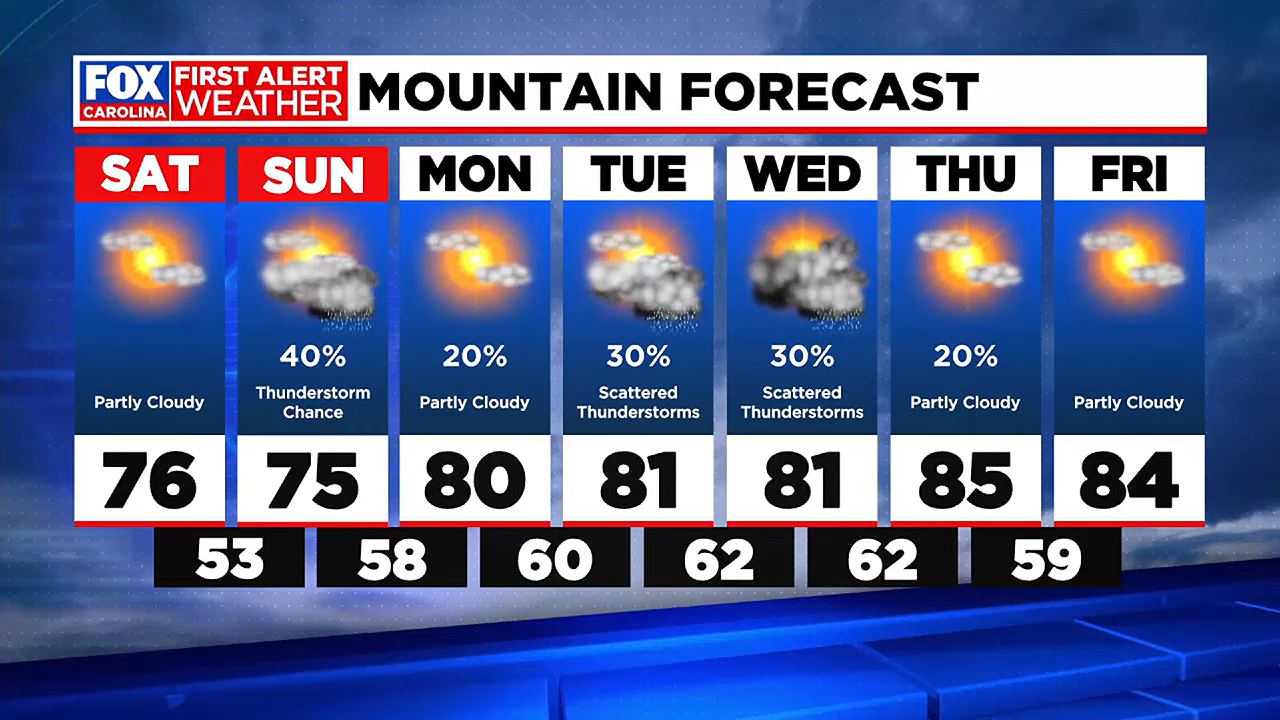 FOX
CAROLINA
FIRST ALERT
WEATHER
MOUNTAIN FORECAST
SAT
SUN
MON
TUE
WED
THU
FRI
40%
20%
30%
30%
20%
Partly Cloudy
Thunderstorm
Chance
Partly Cloudy
Scattered
Thunderstorms
Scattered
Thunderstorms
Partly Cloudy
Partly Cloudy
76
75
80
81
81
85
84
53
58
60
62
62
59